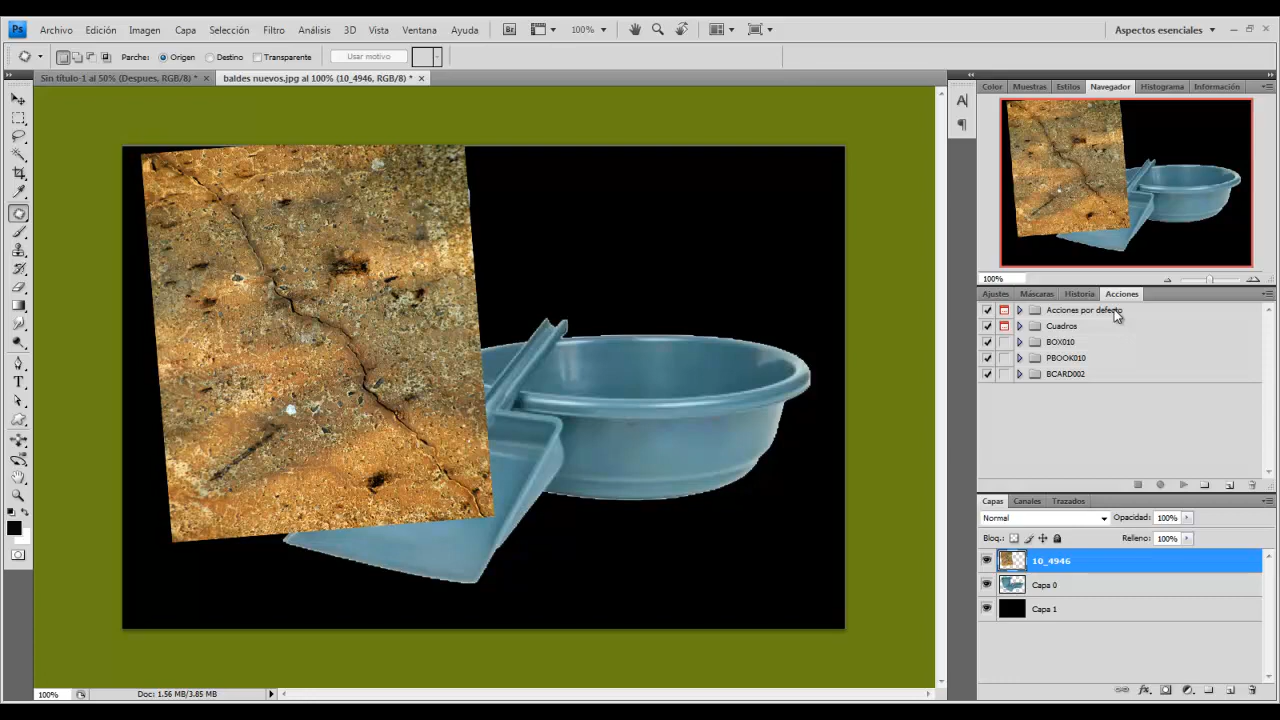 Ps Archivo Edición Imagen Capa Selección Filtro Análisis 3D Vista Ventana Ayuda Br 100% Aspectos esenciales
Parche: Origen Destino Transparente Usar motivo
Sin título-1 al 50% (Despues, RGB/8) * × baldes nuevos.jpg al 100% (10_4946, RGB/8) * ×
Color Muestras Estilos Navegador Histograma Información
100%
Ajustes Máscaras Historia Acciones
Acciones por defecto
Cuadros
BOX010
PBOOK010
BCARD002
Capas Canales Trazados
Normal Opacidad: 100%
Bloq.: Relleno: 100%
10_4946
Capa 0
Capa 1
100% Doc: 1.56 MB/3.85 MB